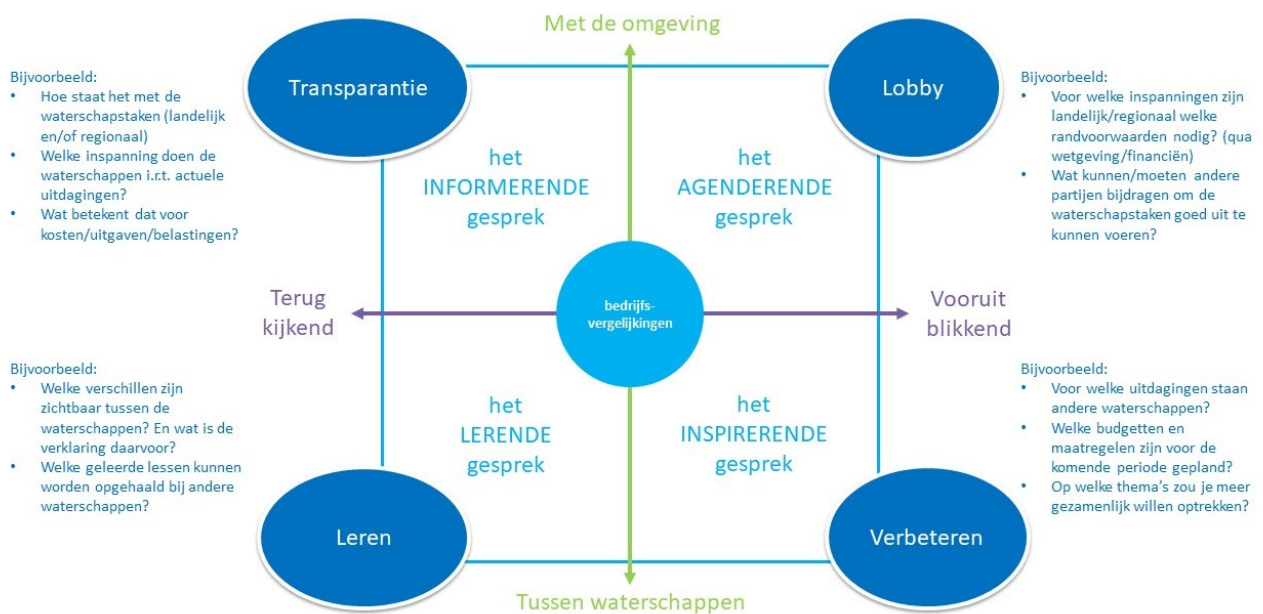 Met de omgeving
Transparantie
Lobby
Bijvoorbeeld:
• Hoe staat het met de
waterschapstaken (landelijk
en/of regionaal)
• Welke inspanning doen de
waterschappen i.r.t. actuele
uitdagingen?
• Wat betekent dat voor
kosten/uitgaven/belastingen?
het
INFORMERENDE
gesprek
het
AGENDERENDE
gesprek
Bijvoorbeeld:
• Voor welke inspanningen zijn
landelijk/regionaal welke
randvoorwaarden nodig? (qua
wetgeving/financiën)
• Wat kunnen/moeten andere
partijen bijdragen om de
waterschapstaken goed uit te
kunnen voeren?
Terug
kijkend
bedrijfs-
vergelijkingen
Vooruit
blikkend
Bijvoorbeeld:
• Welke verschillen zijn
zichtbaar tussen de
waterschappen? En wat is de
verklaring daarvoor?
• Welke geleerde lessen kunnen
worden opgehaald bij andere
waterschappen?
het
LERENDE
gesprek
het
INSPIRERENDE
gesprek
Bijvoorbeeld:
• Voor welke uitdagingen staan
andere waterschappen?
• Welke budgetten en
maatregelen zijn voor de
komende periode gepland?
• Op welke thema's zou je meer
gezamenlijk willen optrekken?
Leren
Verbeteren
Tussen waterschappen